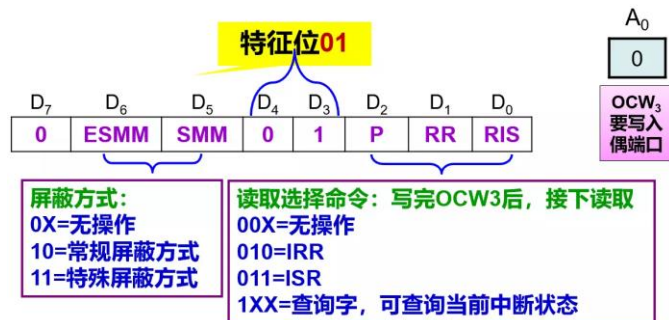 特征位01
A0
0
OCW3
要写入
偶端口
D7 D6 D5 D4 D3 D2 D1 D0
0 ESMM SMM 0 1 P RR RIS
屏蔽方式：
0X=无操作
10=常规屏蔽方式
11=特殊屏蔽方式
读取选择命令：写完OCW3后，接下读取
00X=无操作
010=IRR
011=ISR
1XX=查询字，可查询当前中断状态